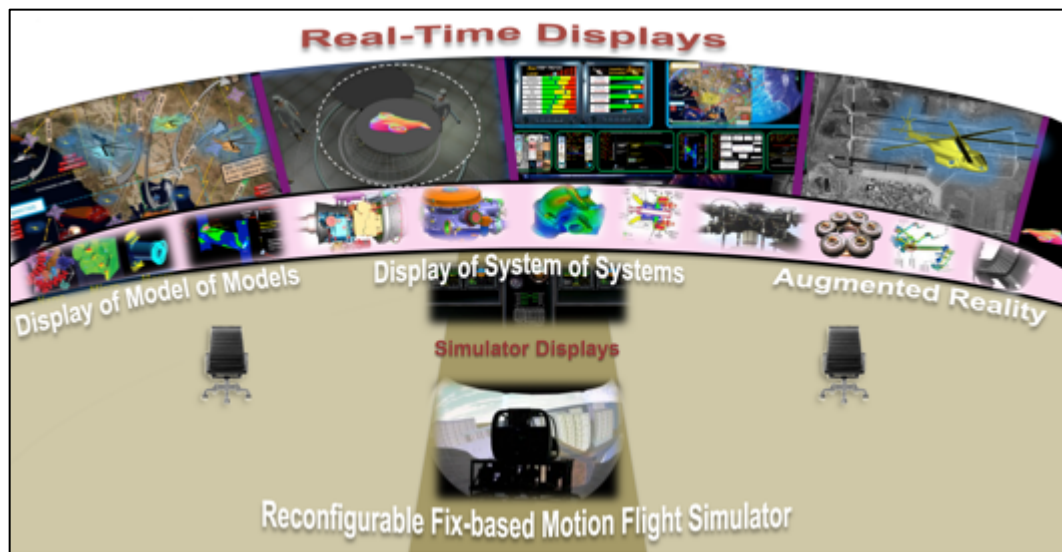 Real-Time Displays
Display of Model of Models
Display of System of Systems
Augmented Reality
Simulator Displays
Reconfigurable Fix-based Motion Flight Simulator